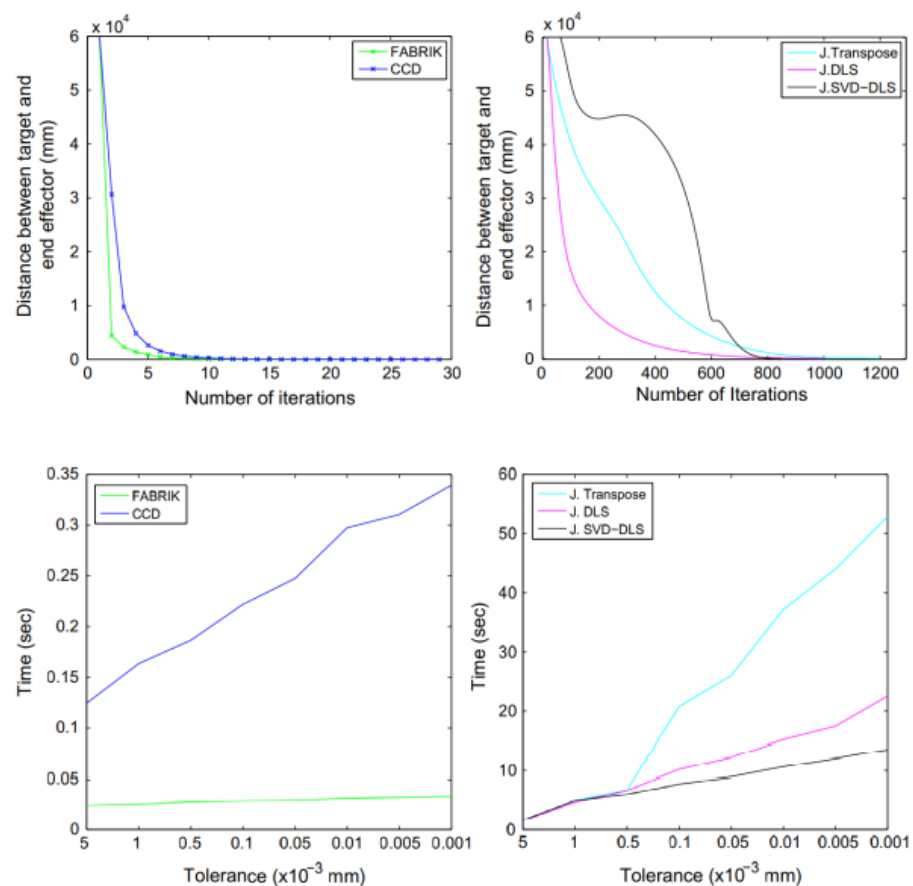 x 10⁴
6
5
4
3
2
1
0
0 5 10 15 20 25 30
Distance between target and
end effector (mm)
Number of iterations
FABRIK
CCD
x 10⁴
6
5
4
3
2
1
0
0 200 400 600 800 1000 1200
Distance between target and
end effector (mm)
Number of Iterations
J.Transpose
J.DLS
J.SVD-DLS
0.35
0.3
0.25
0.2
0.15
0.1
0.05
0
5 1 0.5 0.1 0.05 0.01 0.005 0.001
Time (sec)
Tolerance (x10⁻³ mm)
FABRIK
CCD
60
50
40
30
20
10
0
5 1 0.5 0.1 0.05 0.01 0.005 0.001
Time (sec)
Tolerance (x10⁻³ mm)
J. Transpose
J. DLS
J. SVD-DLS